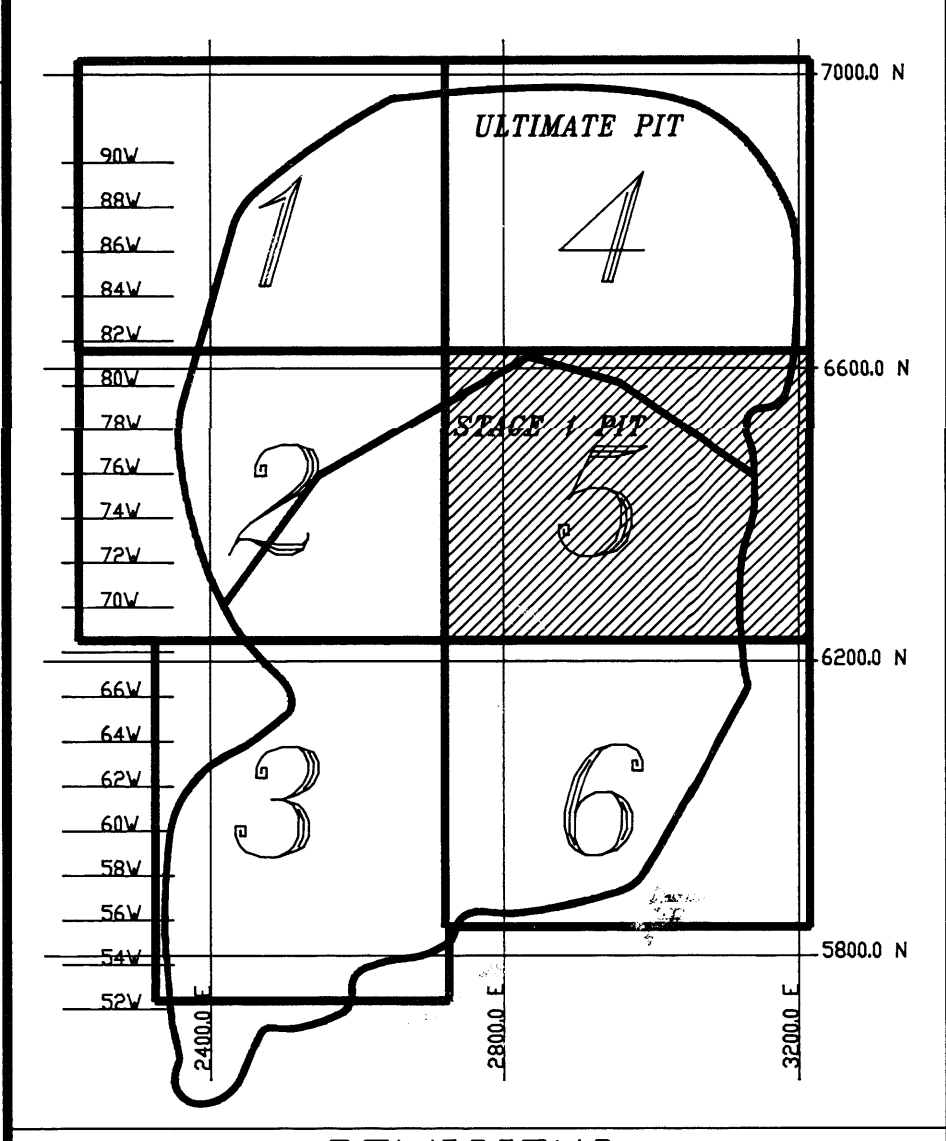 7000.0 N
ULTIMATE PIT
90W
88W
1
4
86W
84W
82W
6600.0 N
80W
78W
STAGE 1 PIT
76W
2
5
74W
72W
70W
6200.0 N
66W
64W
62W
3
6
60W
58W
56W
54W
5800.0 N
52W
2400.0 E
2800.0 E
3200.0 E